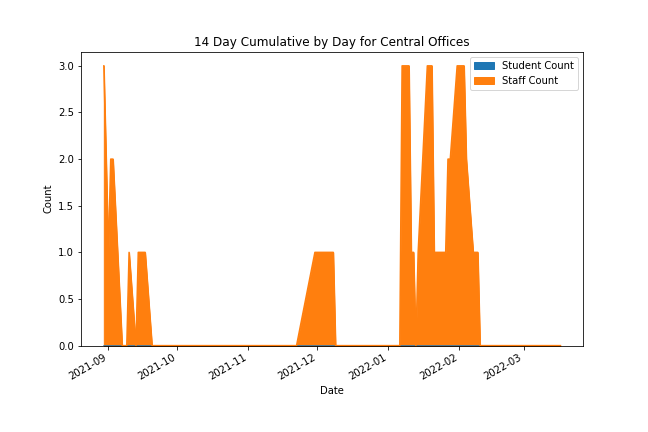 14 Day Cumulative by Day for Central Offices
Student Count
Staff Count
3.0
2.5
2.0
1.5
1.0
0.5
0.0
Count
2021-09
2021-10
2021-11
2021-12
2022-01
2022-02
2022-03
Date